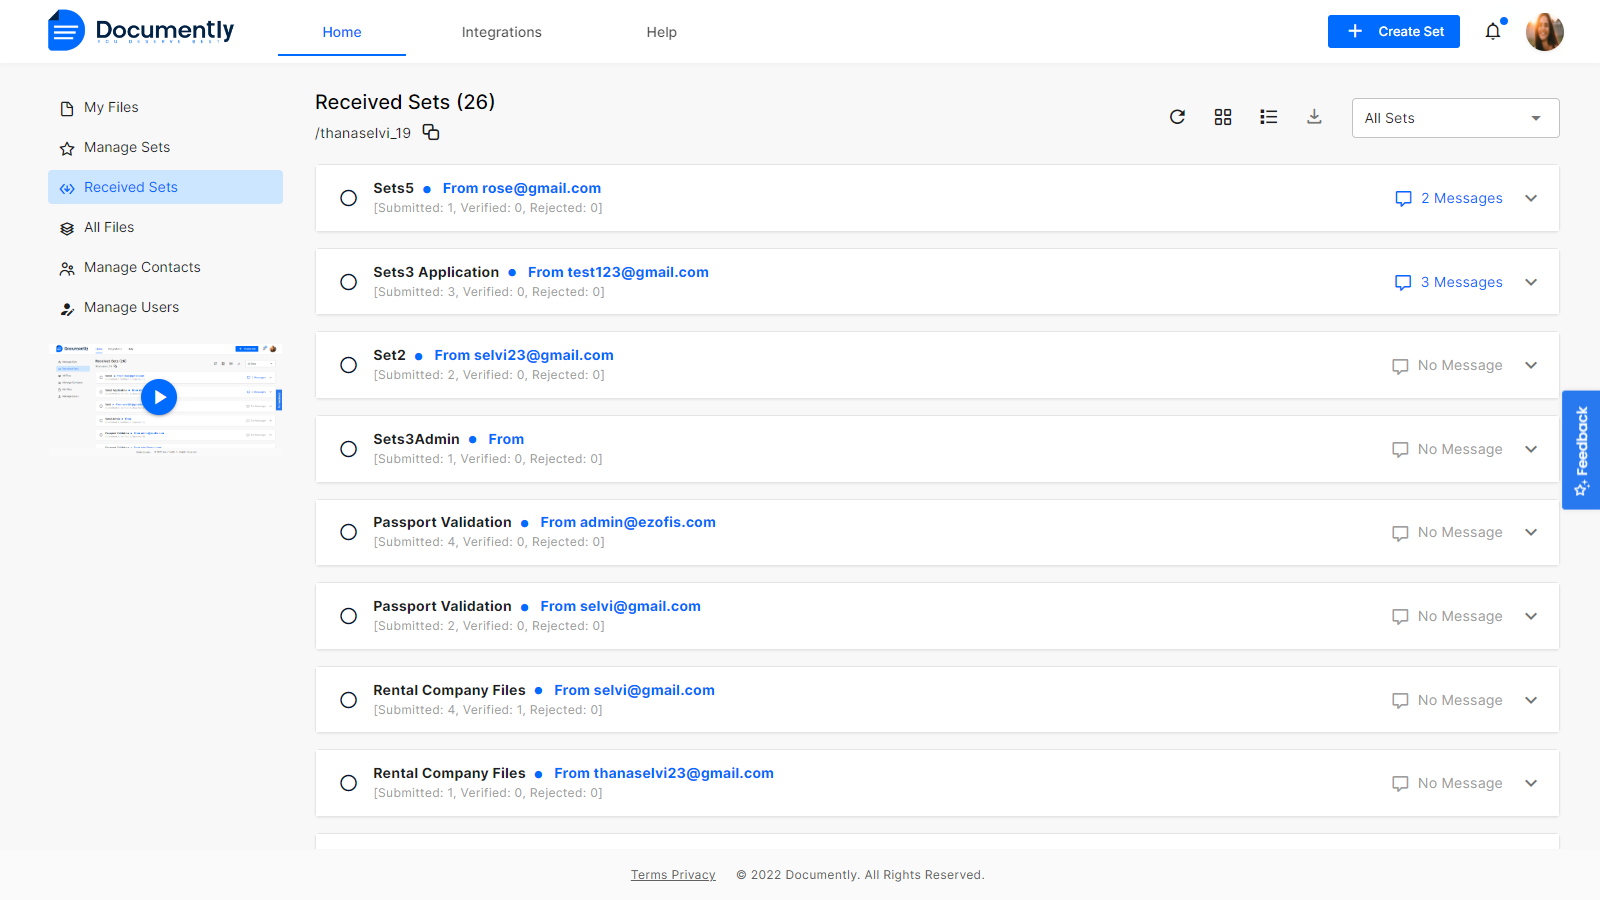 Documently
YOU DESERVE BEST
Home
Integrations
Help
Create Set
My Files
Manage Sets
Received Sets
All Files
Manage Contacts
Manage Users
Received Sets (26)
/thanaselvi_19
All Sets
Sets5 • From rose@gmail.com
[Submitted: 1, Verified: 0, Rejected: 0]
2 Messages
Sets3 Application • From test123@gmail.com
[Submitted: 3, Verified: 0, Rejected: 0]
3 Messages
Set2 • From selvi23@gmail.com
[Submitted: 2, Verified: 0, Rejected: 0]
No Message
Sets3Admin • From
[Submitted: 1, Verified: 0, Rejected: 0]
No Message
Passport Validation • From admin@ezofis.com
[Submitted: 4, Verified: 0, Rejected: 0]
No Message
Passport Validation • From selvi@gmail.com
[Submitted: 2, Verified: 0, Rejected: 0]
No Message
Rental Company Files • From selvi@gmail.com
[Submitted: 4, Verified: 1, Rejected: 0]
No Message
Rental Company Files • From thanaselvi23@gmail.com
[Submitted: 1, Verified: 0, Rejected: 0]
No Message
Feedback
Terms Privacy
© 2022 Documently. All Rights Reserved.